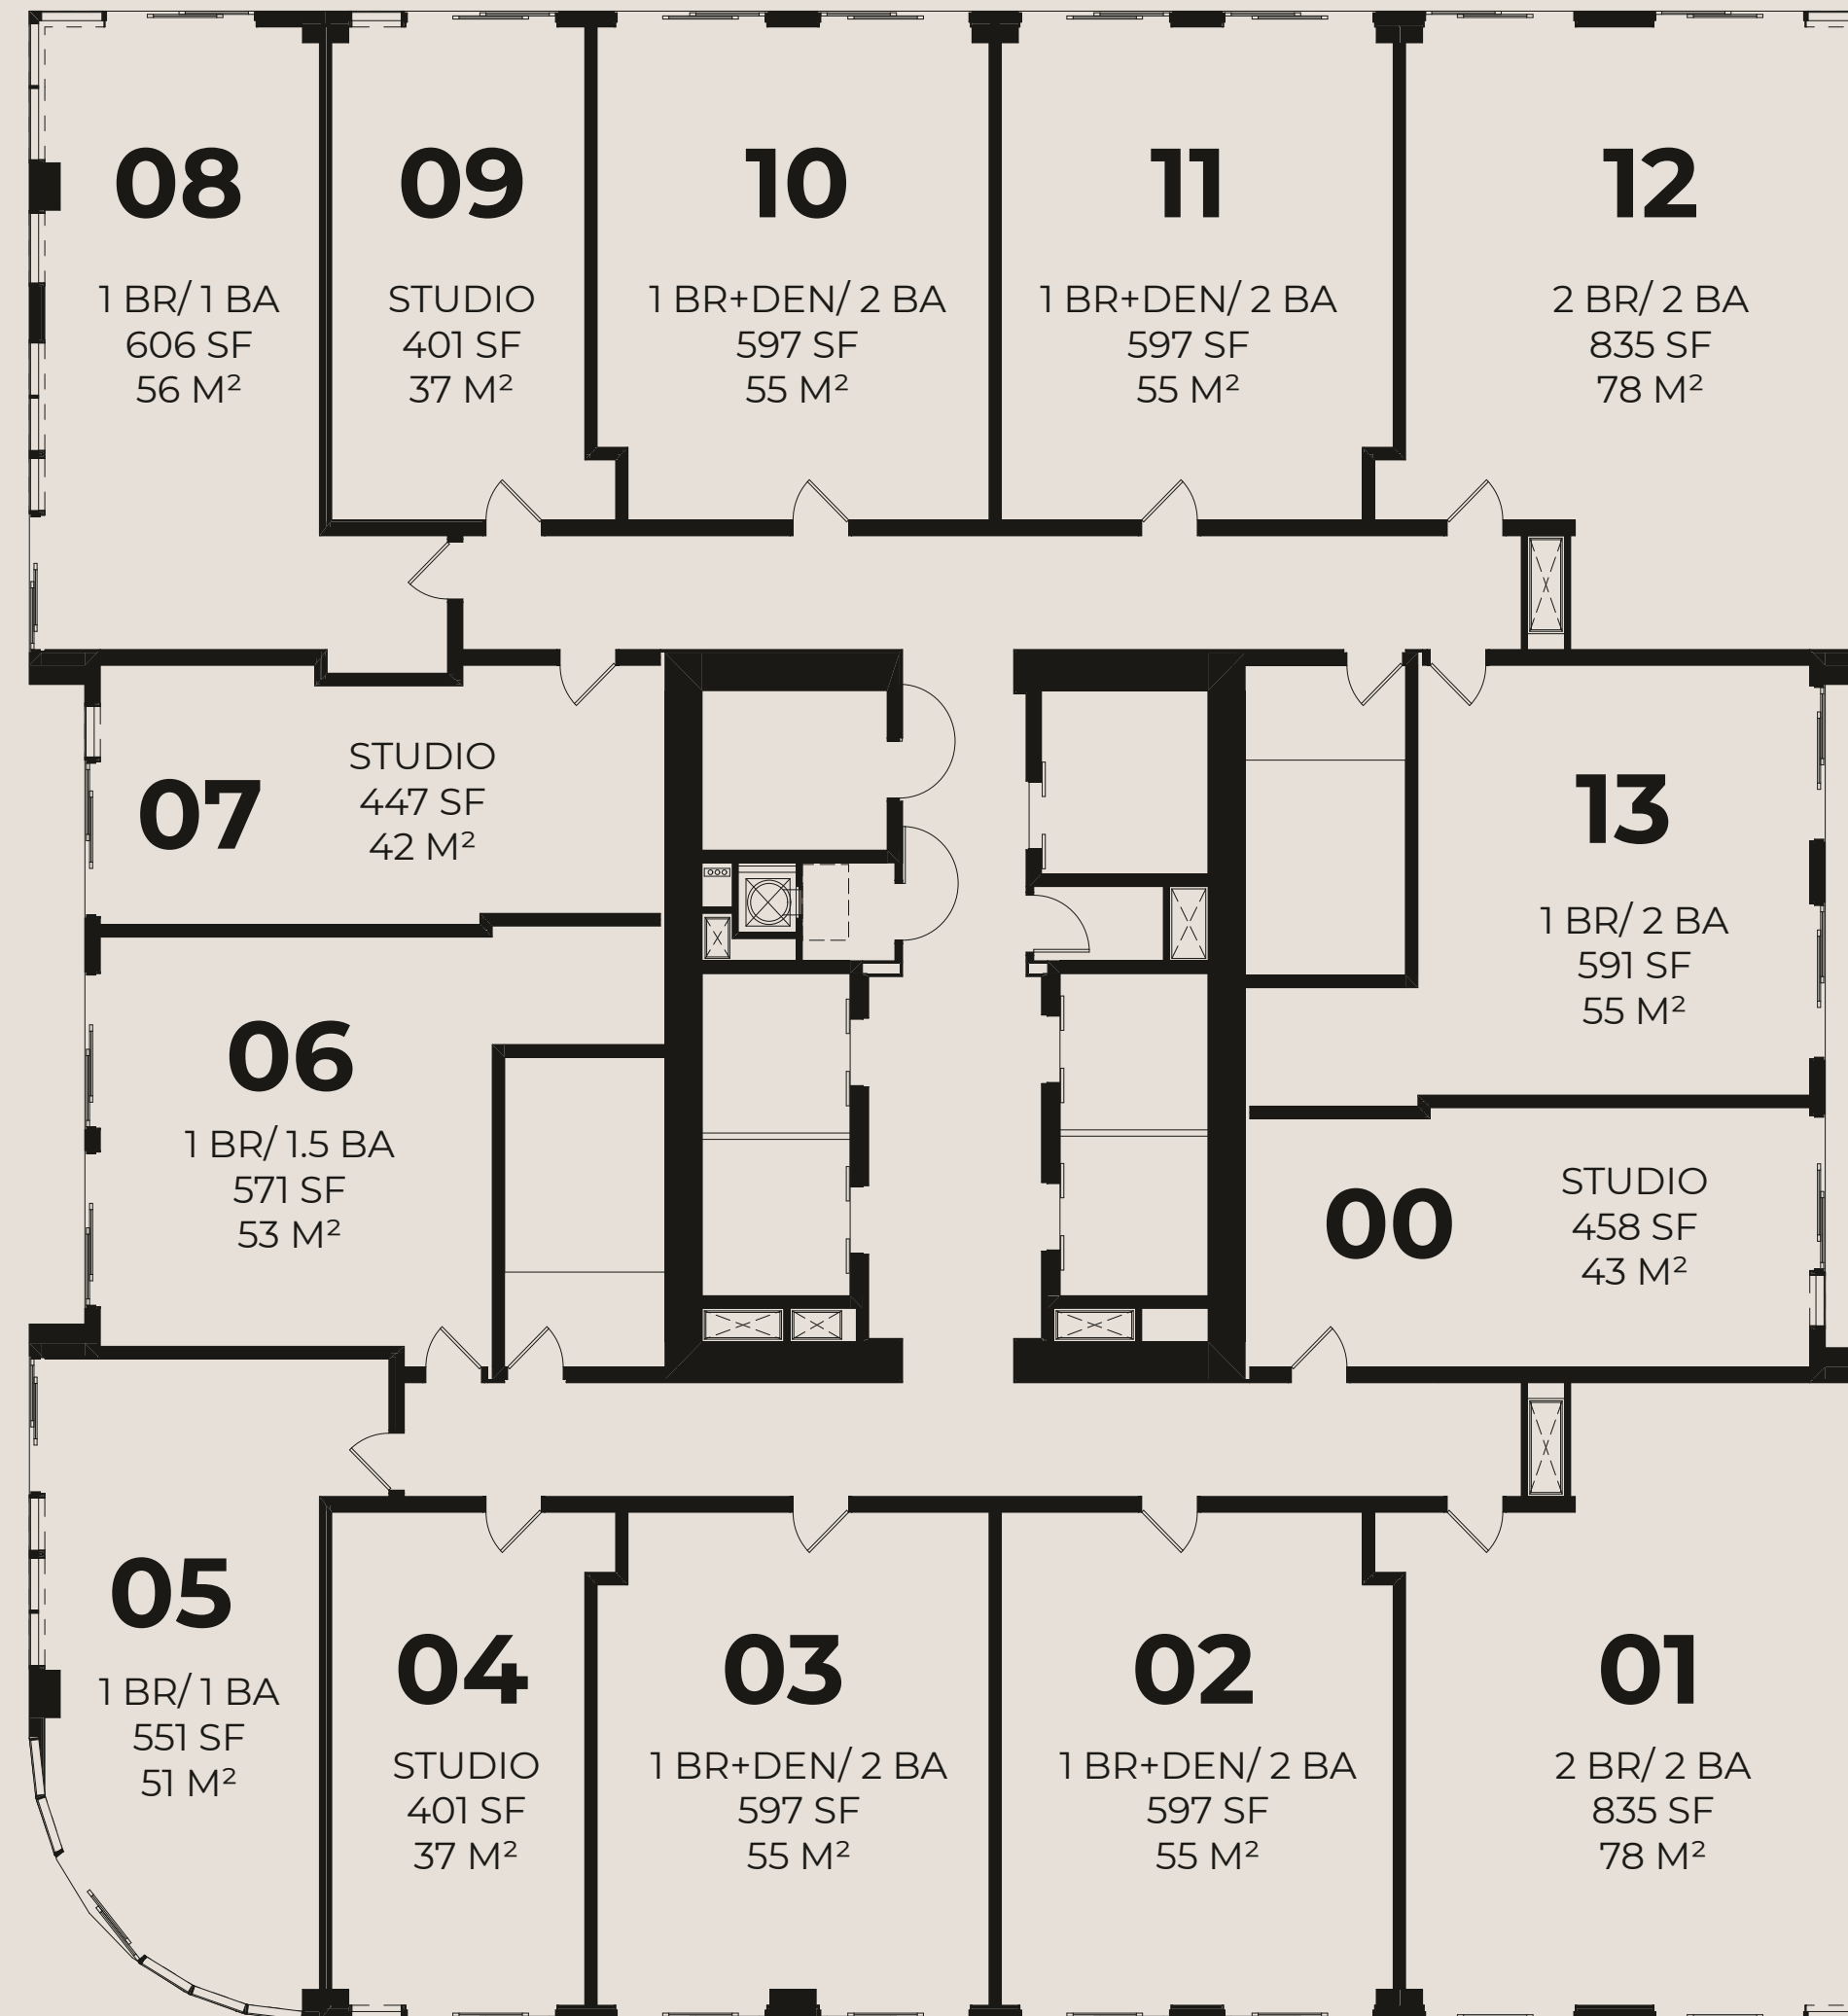 08
1 BR/ 1 BA
606 SF
56 M²
09
STUDIO
401 SF
37 M²
10
1 BR+DEN/ 2 BA
597 SF
55 M²
11
1 BR+DEN/ 2 BA
597 SF
55 M²
12
2 BR/ 2 BA
835 SF
78 M²
07
STUDIO
447 SF
42 M²
13
1 BR/ 2 BA
591 SF
55 M²
06
1 BR/ 1.5 BA
571 SF
53 M²
00
STUDIO
458 SF
43 M²
05
1 BR/ 1 BA
551 SF
51 M²
04
STUDIO
401 SF
37 M²
03
1 BR+DEN/ 2 BA
597 SF
55 M²
02
1 BR+DEN/ 2 BA
597 SF
55 M²
01
2 BR/ 2 BA
835 SF
78 M²